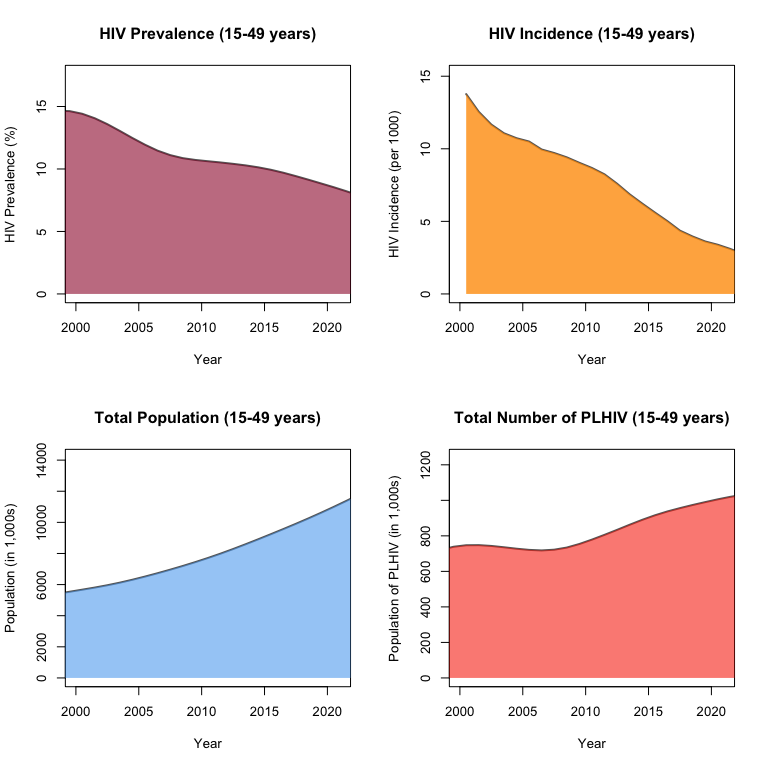 HIV Prevalence (15-49 years)
HIV Prevalence (%)
15
10
5
0
2000 2005 2010 2015 2020
Year
HIV Incidence (15-49 years)
HIV Incidence (per 1000)
15
10
5
0
2000 2005 2010 2015 2020
Year
Total Population (15-49 years)
Population (in 1,000s)
14000
10000
6000
2000
0
2000 2005 2010 2015 2020
Year
Total Number of PLHIV (15-49 years)
Population of PLHIV (in 1,000s)
1200
800
600
400
200
0
2000 2005 2010 2015 2020
Year